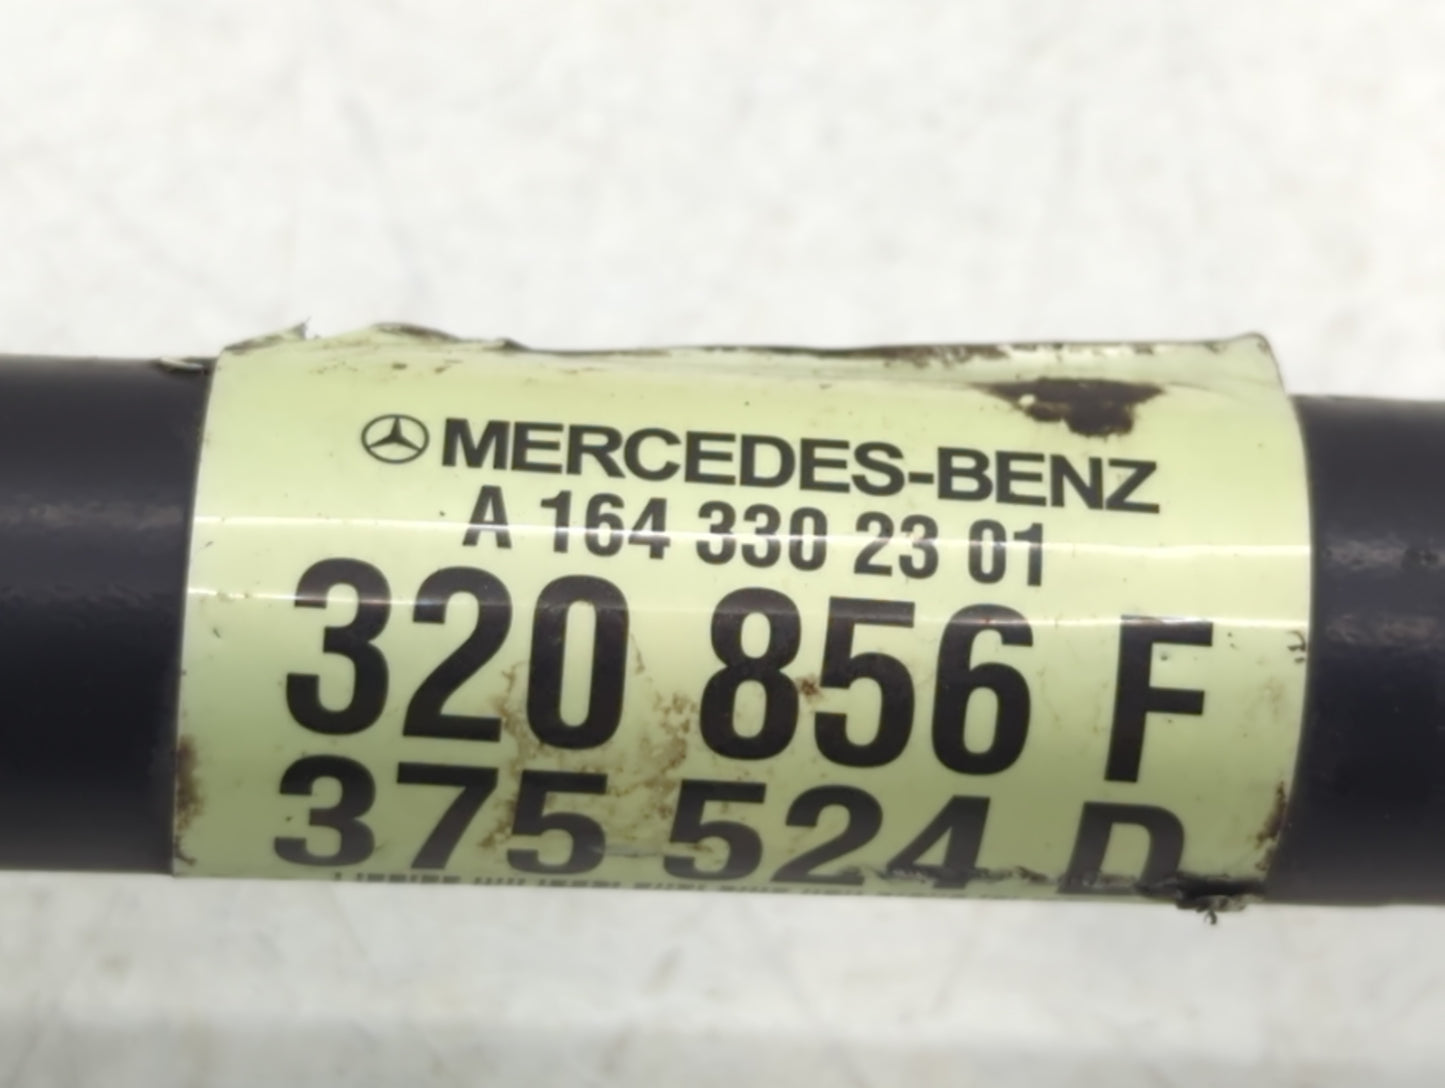 MERCEDES-BENZ
A 164 330 23 01
320 856 F
375 524 D